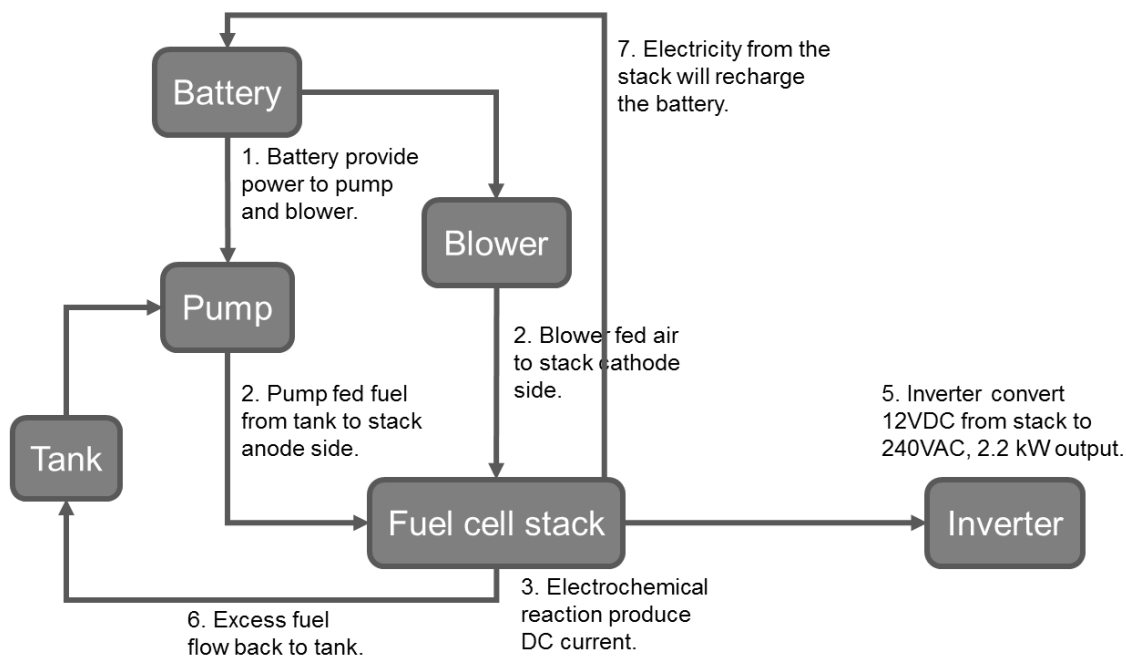 Battery
7. Electricity from the
stack will recharge
the battery.
1. Battery provide
power to pump
and blower.
Blower
Pump
2. Blower fed air
to stack cathode
side.
2. Pump fed fuel
from tank to stack
anode side.
5. Inverter convert
12VDC from stack to
240VAC, 2.2 kW output.
Tank
Fuel cell stack
Inverter
3. Electrochemical
reaction produce
DC current.
6. Excess fuel
flow back to tank.